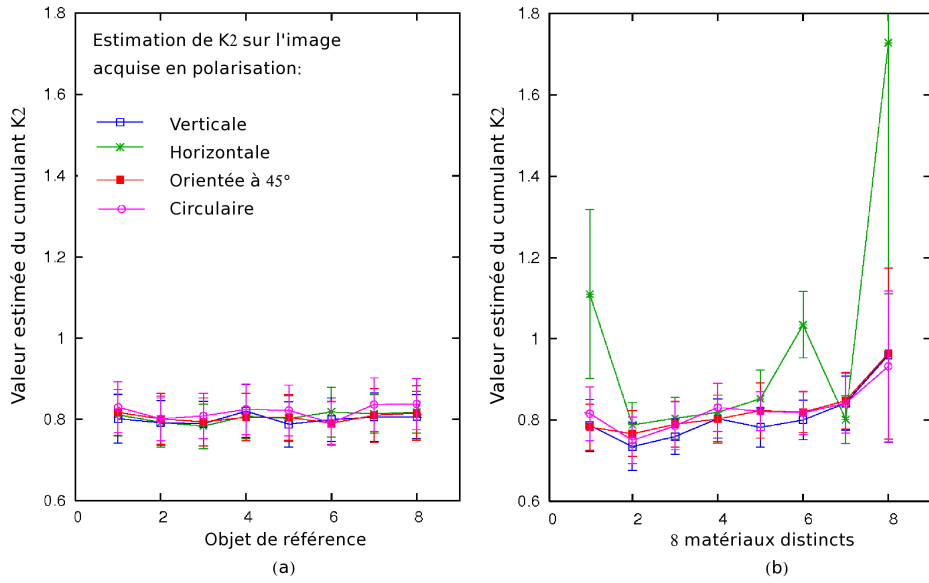 Estimation de K2 sur l'image
acquise en polarisation:
Verticale
Horizontale
Orientée à 45°
Circulaire
Valeur estimée du cumulant K2
1.8
1.6
1.4
1.2
1
0.8
0.6
0 2 4 6 8
Objet de référence
(a)
Valeur estimée du cumulant K2
1.8
1.6
1.4
1.2
1
0.8
0.6
0 2 4 6 8
8 matériaux distincts
(b)